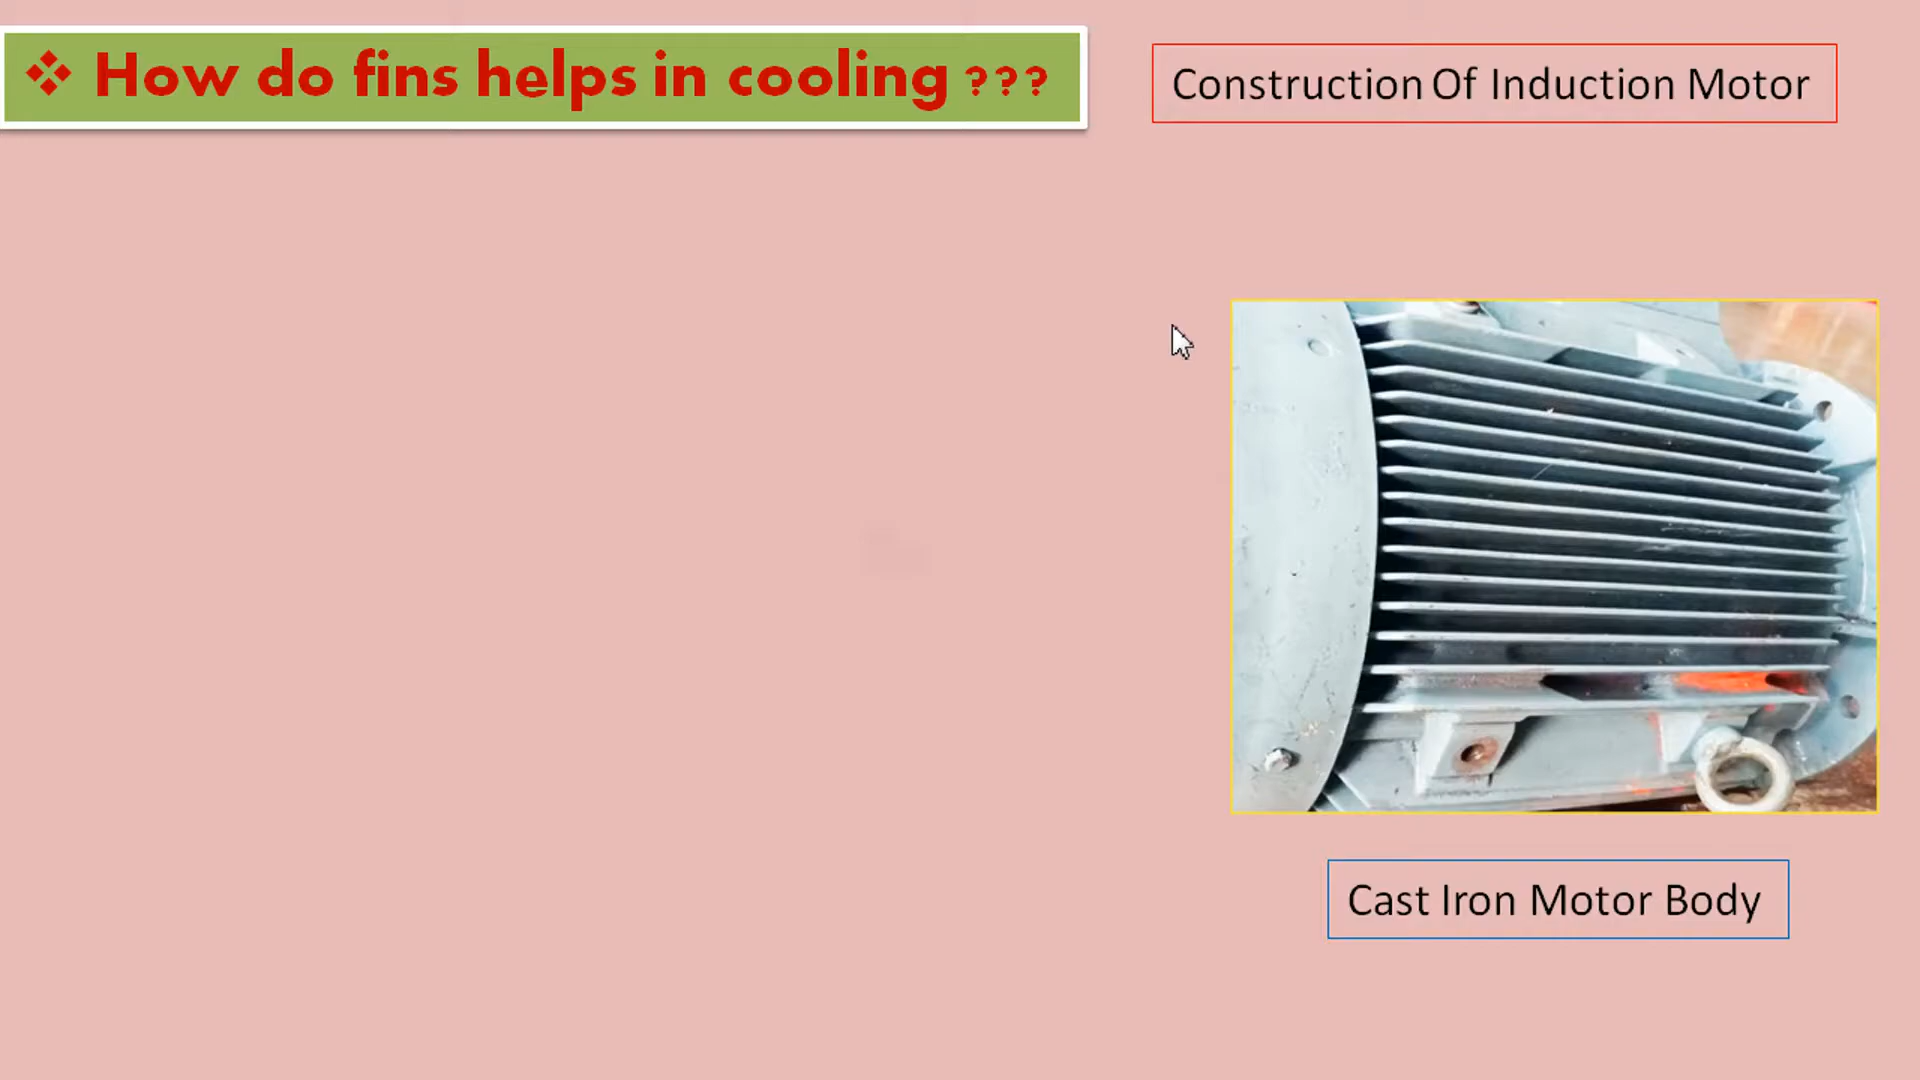 How do fins helps in cooling ???
Construction Of Induction Motor
Cast Iron Motor Body